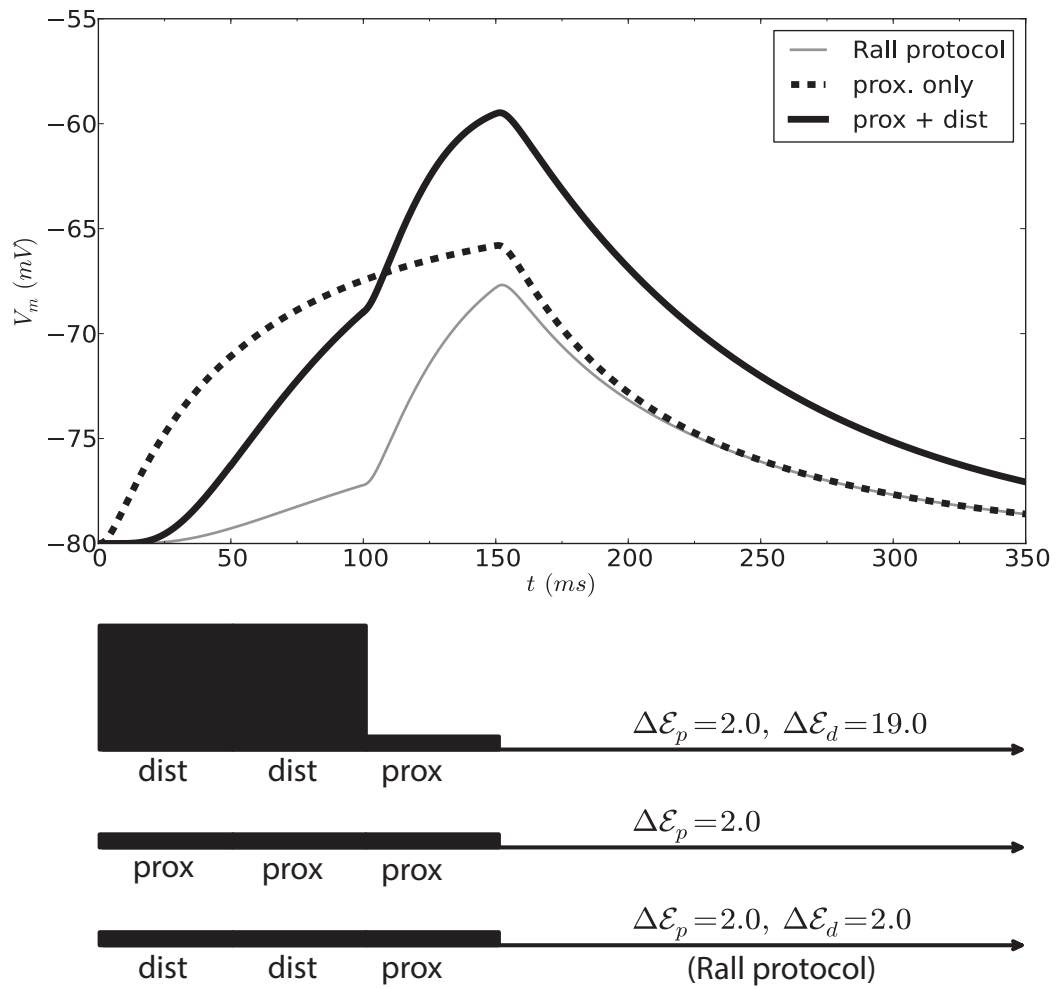 −55
−60
−65
−70
−75
−80
V_m (mV)
Rall protocol
prox. only
prox + dist
0 50 100 150 200 250 300 350
t (ms)
Δℰ_p=2.0, Δℰ_d=19.0
dist dist prox
Δℰ_p=2.0
prox prox prox
Δℰ_p=2.0, Δℰ_d=2.0
dist dist prox (Rall protocol)